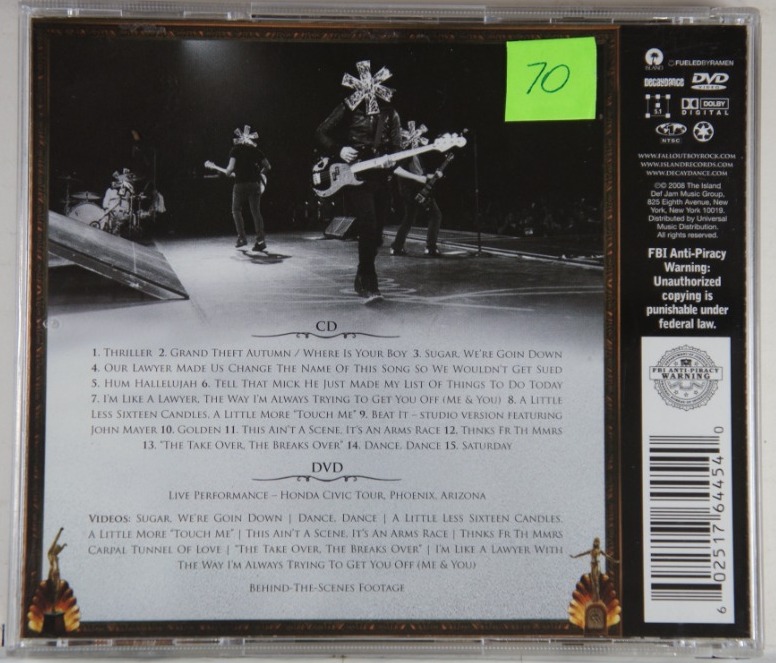 70
ISLAND
FUELEDBYRAMEN
DECAYDANCE
DVD
VIDEO
5.1
DOLBY
DIGITAL
NTSC
WWW.FALLOUTBOYROCK.COM
WWW.ISLANDRECORDS.COM
WWW.DECAYDANCE.COM
℗© 2008 The Island
Def Jam Music Group,
825 Eighth Avenue, New
York, New York 10019.
Distributed by Universal
Music Distribution.
All rights reserved.
FBI Anti-Piracy
Warning:
Unauthorized
copying is
punishable under
federal law.
FBI ANTI-PIRACY
WARNING
6 02517 64454 0
CD
1. THRILLER 2. GRAND THEFT AUTUMN / WHERE IS YOUR BOY 3. SUGAR, WE'RE GOIN DOWN
4. OUR LAWYER MADE US CHANGE THE NAME OF THIS SONG SO WE WOULDN'T GET SUED
5. HUM HALLELUJAH 6. TELL THAT MICK HE JUST MADE MY LIST OF THINGS TO DO TODAY
7. I'M LIKE A LAWYER, THE WAY I'M ALWAYS TRYING TO GET YOU OFF (ME & YOU) 8. A LITTLE
LESS SIXTEEN CANDLES, A LITTLE MORE "TOUCH ME" 9. BEAT IT – STUDIO VERSION FEATURING
JOHN MAYER 10. GOLDEN 11. THIS AIN'T A SCENE, IT'S AN ARMS RACE 12. THNKS FR TH MMRS
13. "THE TAKE OVER, THE BREAKS OVER" 14. DANCE, DANCE 15. SATURDAY
DVD
LIVE PERFORMANCE – HONDA CIVIC TOUR, PHOENIX, ARIZONA
VIDEOS: SUGAR, WE'RE GOIN DOWN | DANCE, DANCE | A LITTLE LESS SIXTEEN CANDLES,
A LITTLE MORE "TOUCH ME" | THIS AIN'T A SCENE, IT'S AN ARMS RACE | THNKS FR TH MMRS
CARPAL TUNNEL OF LOVE | "THE TAKE OVER, THE BREAKS OVER" | I'M LIKE A LAWYER WITH
THE WAY I'M ALWAYS TRYING TO GET YOU OFF (ME & YOU)
BEHIND-THE-SCENES FOOTAGE